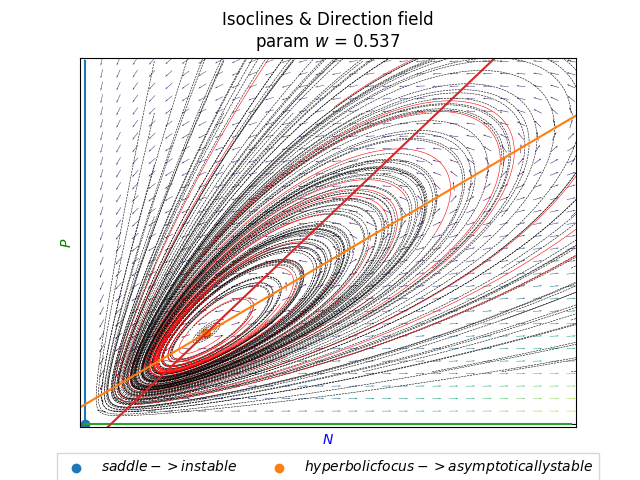 Isoclines & Direction field
param w = 0.537
P
N
saddle−>instable
hyperbolicfocus−>asymptoticallystable